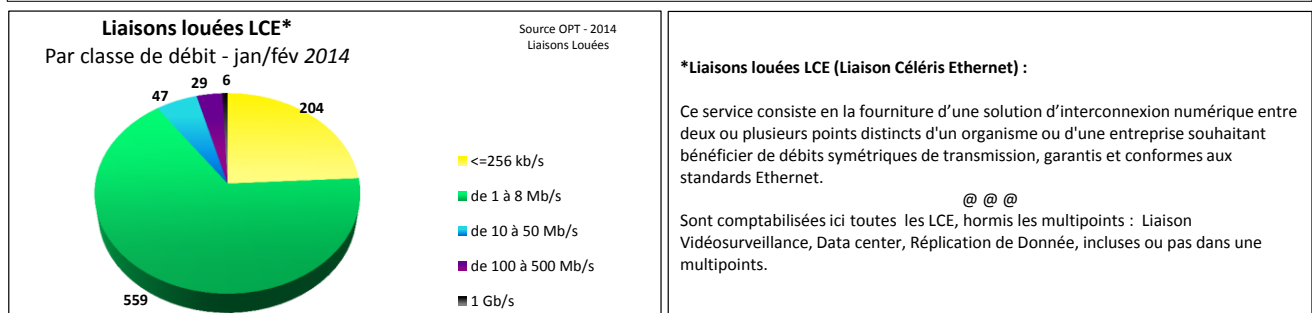 Liaisons louées LCE*
Par classe de débit - jan/fév 2014
Source OPT - 2014
Liaisons Louées
29 6
47
204
559
<=256 kb/s
de 1 à 8 Mb/s
de 10 à 50 Mb/s
de 100 à 500 Mb/s
1 Gb/s
*Liaisons louées LCE (Liaison Céléris Ethernet) :
Ce service consiste en la fourniture d'une solution d'interconnexion numérique entre
deux ou plusieurs points distincts d'un organisme ou d'une entreprise souhaitant
bénéficier de débits symétriques de transmission, garantis et conformes aux
standards Ethernet.
@ @ @
Sont comptabilisées ici toutes les LCE, hormis les multipoints : Liaison
Vidéosurveillance, Data center, Réplication de Donnée, incluses ou pas dans une
multipoints.